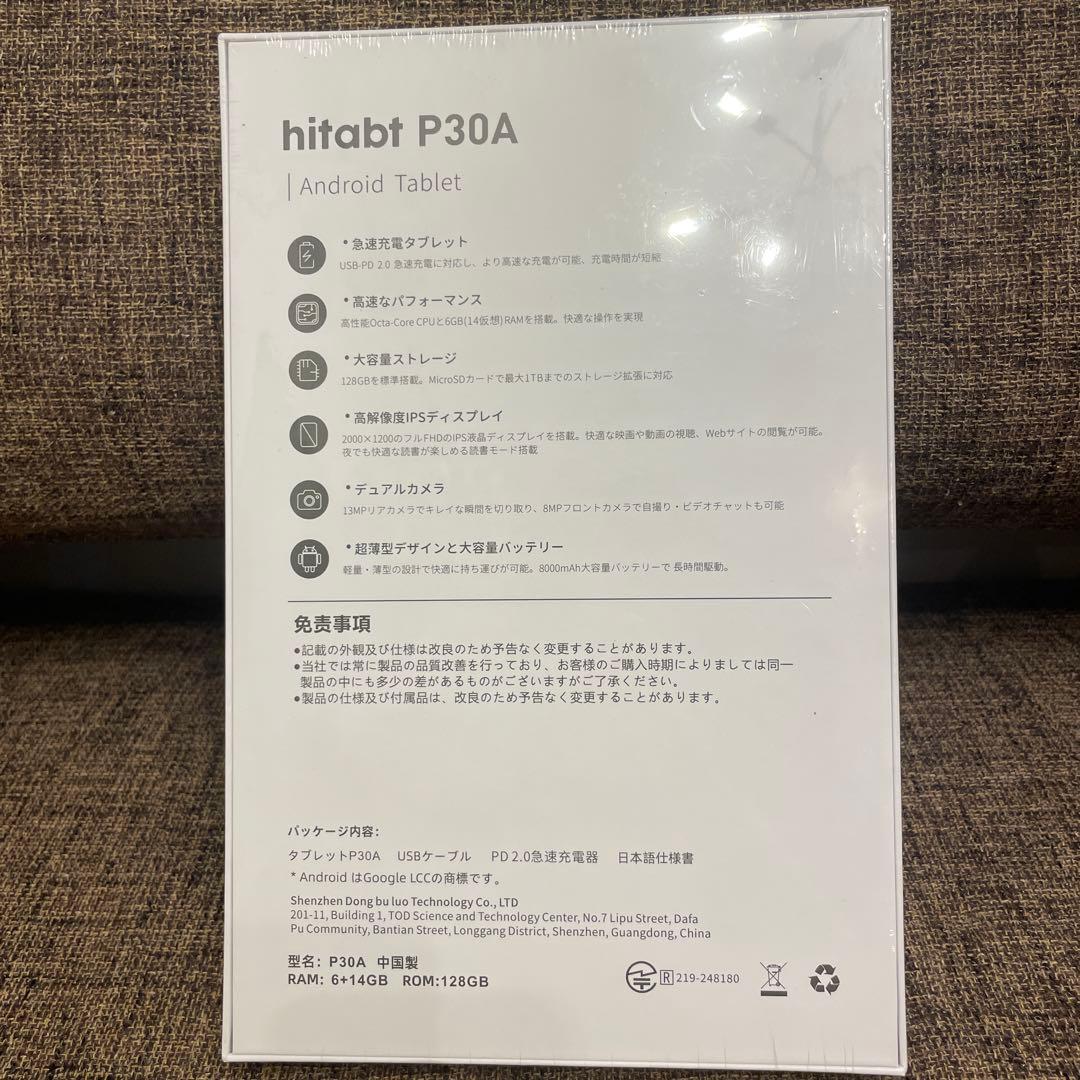 hitabt P30A
| Android Tablet
•急速充電タブレット
USB-PD 2.0 急速充電に対応し、より高速な充電が可能、充電時間が短縮
•高速なパフォーマンス
高性能Octa-Core CPUと6GB(14仮想)RAMを搭載。快適な操作を実現
•大容量ストレージ
128GBを標準搭載。MicroSDカードで最大1TBまでのストレージ拡張に対応
•高解像度IPSディスプレイ
2000×1200のフルFHDのIPS液晶ディスプレイを搭載。快適な映画や動画の視聴、Webサイトの閲覧が可能。
夜でも快適な読書が楽しめる読書モード搭載
•デュアルカメラ
13MPリアカメラでキレイな瞬間を切り取り、8MPフロントカメラで自撮り・ビデオチャットも可能
•超薄型デザインと大容量バッテリー
軽量・薄型の設計で快適に持ち運びが可能。8000mAh大容量バッテリーで 長時間駆動。
免责事項
●記載の外観及び仕様は改良のため予告なく変更することがあります。
●当社では常に製品の品質改善を行っており、お客様のご購入時期によりましては同一
製品の中にも多少の差があるものがございますがご了承ください。
●製品の仕様及び付属品は、改良のため予告なく変更することがあります。
パッケージ内容：
タブレットP30A USBケーブル PD 2.0急速充電器 日本語仕様書
* Android はGoogle LCCの商標です。
Shenzhen Dong bu luo Technology Co., LTD
201-11, Building 1, TOD Science and Technology Center, No.7 Lipu Street, Dafa
Pu Community, Bantian Street, Longgang District, Shenzhen, Guangdong, China
型名： P30A 中国製
RAM: 6+14GB ROM:128GB
R 219-248180